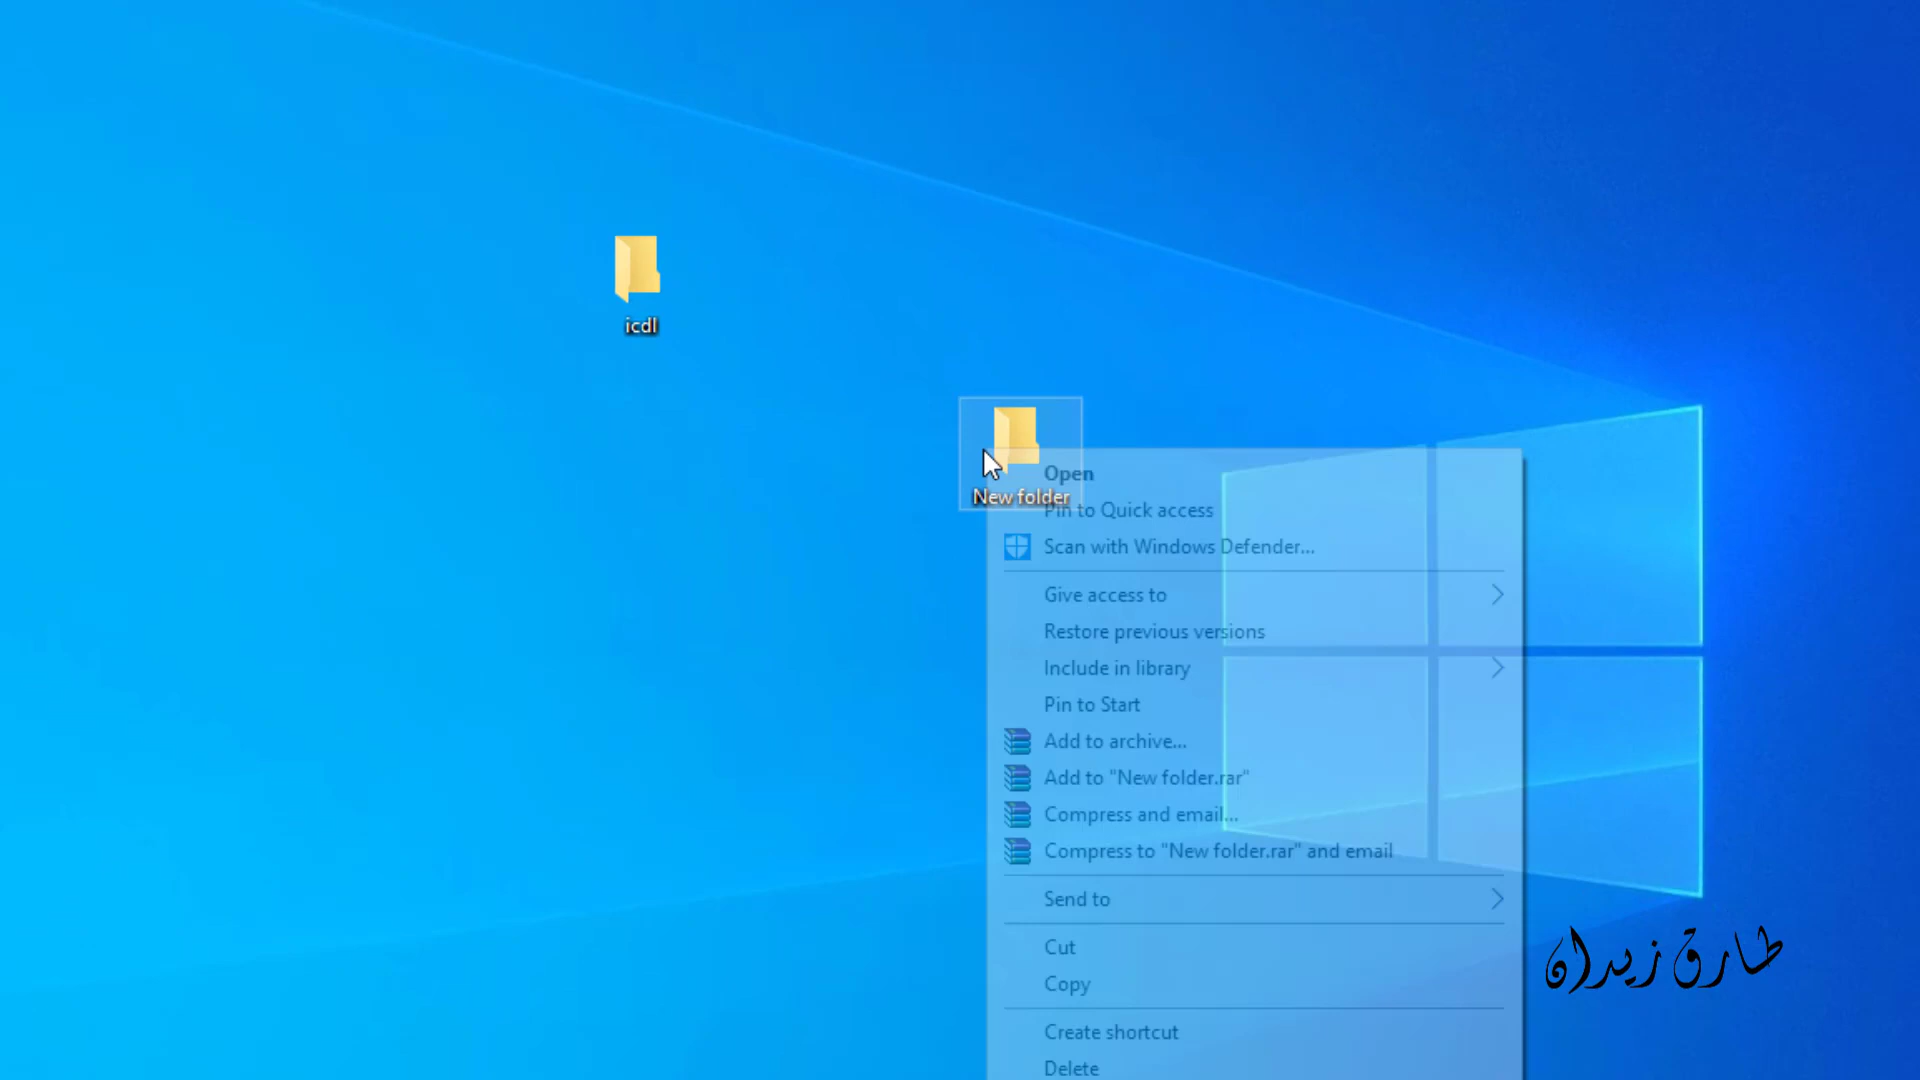 icdl
New folder
Open
Pin to Quick access
Scan with Windows Defender...
Give access to
Restore previous versions
Include in library
Pin to Start
Add to archive...
Add to "New folder.rar"
Compress and email...
Compress to "New folder.rar" and email
Send to
Cut
Copy
Create shortcut
Delete
طارق زيدان